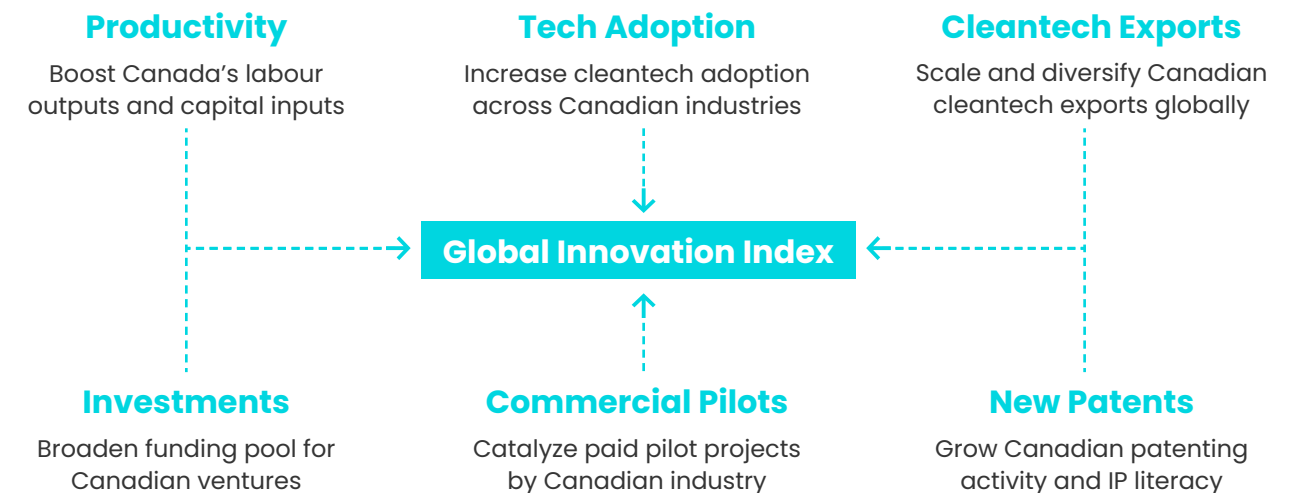 Productivity
Boost Canada's labour
outputs and capital inputs
Tech Adoption
Increase cleantech adoption
across Canadian industries
Cleantech Exports
Scale and diversify Canadian
cleantech exports globally
Global Innovation Index
Investments
Broaden funding pool for
Canadian ventures
Commercial Pilots
Catalyze paid pilot projects
by Canadian industry
New Patents
Grow Canadian patenting
activity and IP literacy